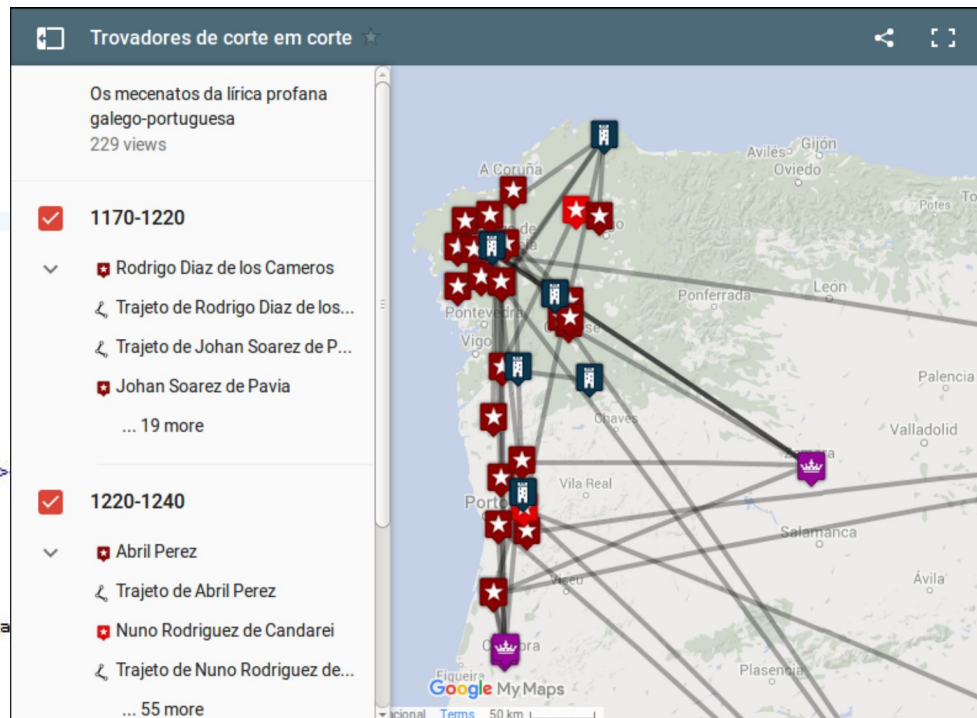 Trovadores de corte em corte
Os mecenatos da lírica profana
galego-portuguesa
229 views
1170-1220
Rodrigo Diaz de los Cameros
Trajeto de Rodrigo Diaz de los...
Trajeto de Johan Soarez de P...
Johan Soarez de Pavia
... 19 more
1220-1240
Abril Perez
Trajeto de Abril Perez
Nuno Rodriguez de Candarei
Trajeto de Nuno Rodriguez de...
... 55 more
Gijón
Avilés
Oviedo
A Coruña
Potes
To
de
León
Ponferrada
Pontevedra
Vigo
Palencia
Chaves
Valladolid
Zamora
Vila Real
Porto
Salamanca
Viseu
Ávila
Plasencia
Figueira
Google My Maps
Terms
50 km